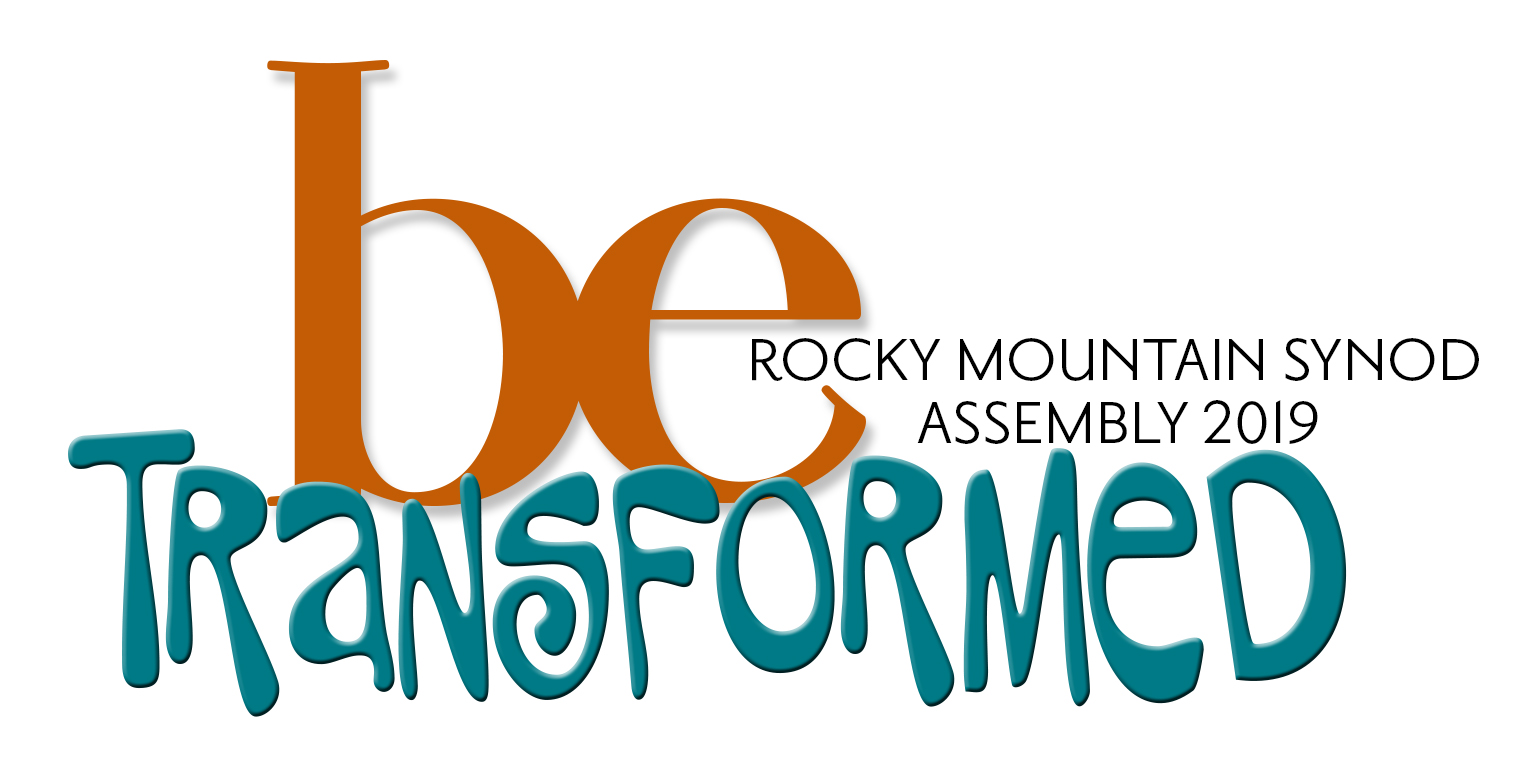 be
ROCKY MOUNTAIN SYNOD
ASSEMBLY 2019
TRaNSFORMeD